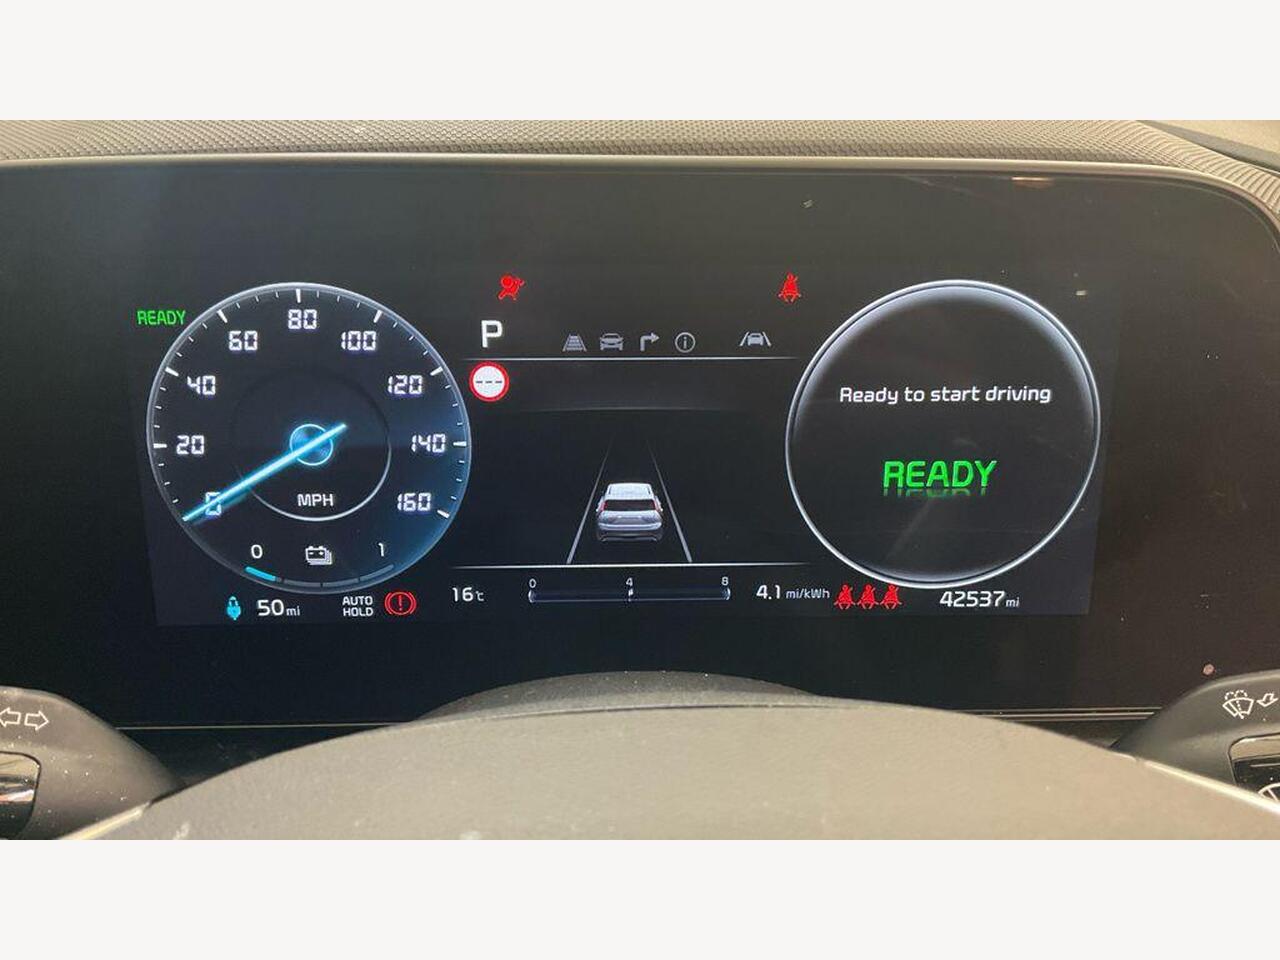 READY
80
60
100
40
120
20
140
0
160
MPH
0
1
50mi
AUTO
HOLD
P
---
16°c
0
4
8
4.1 mi/kWh
Ready to start driving
READY
42537mi